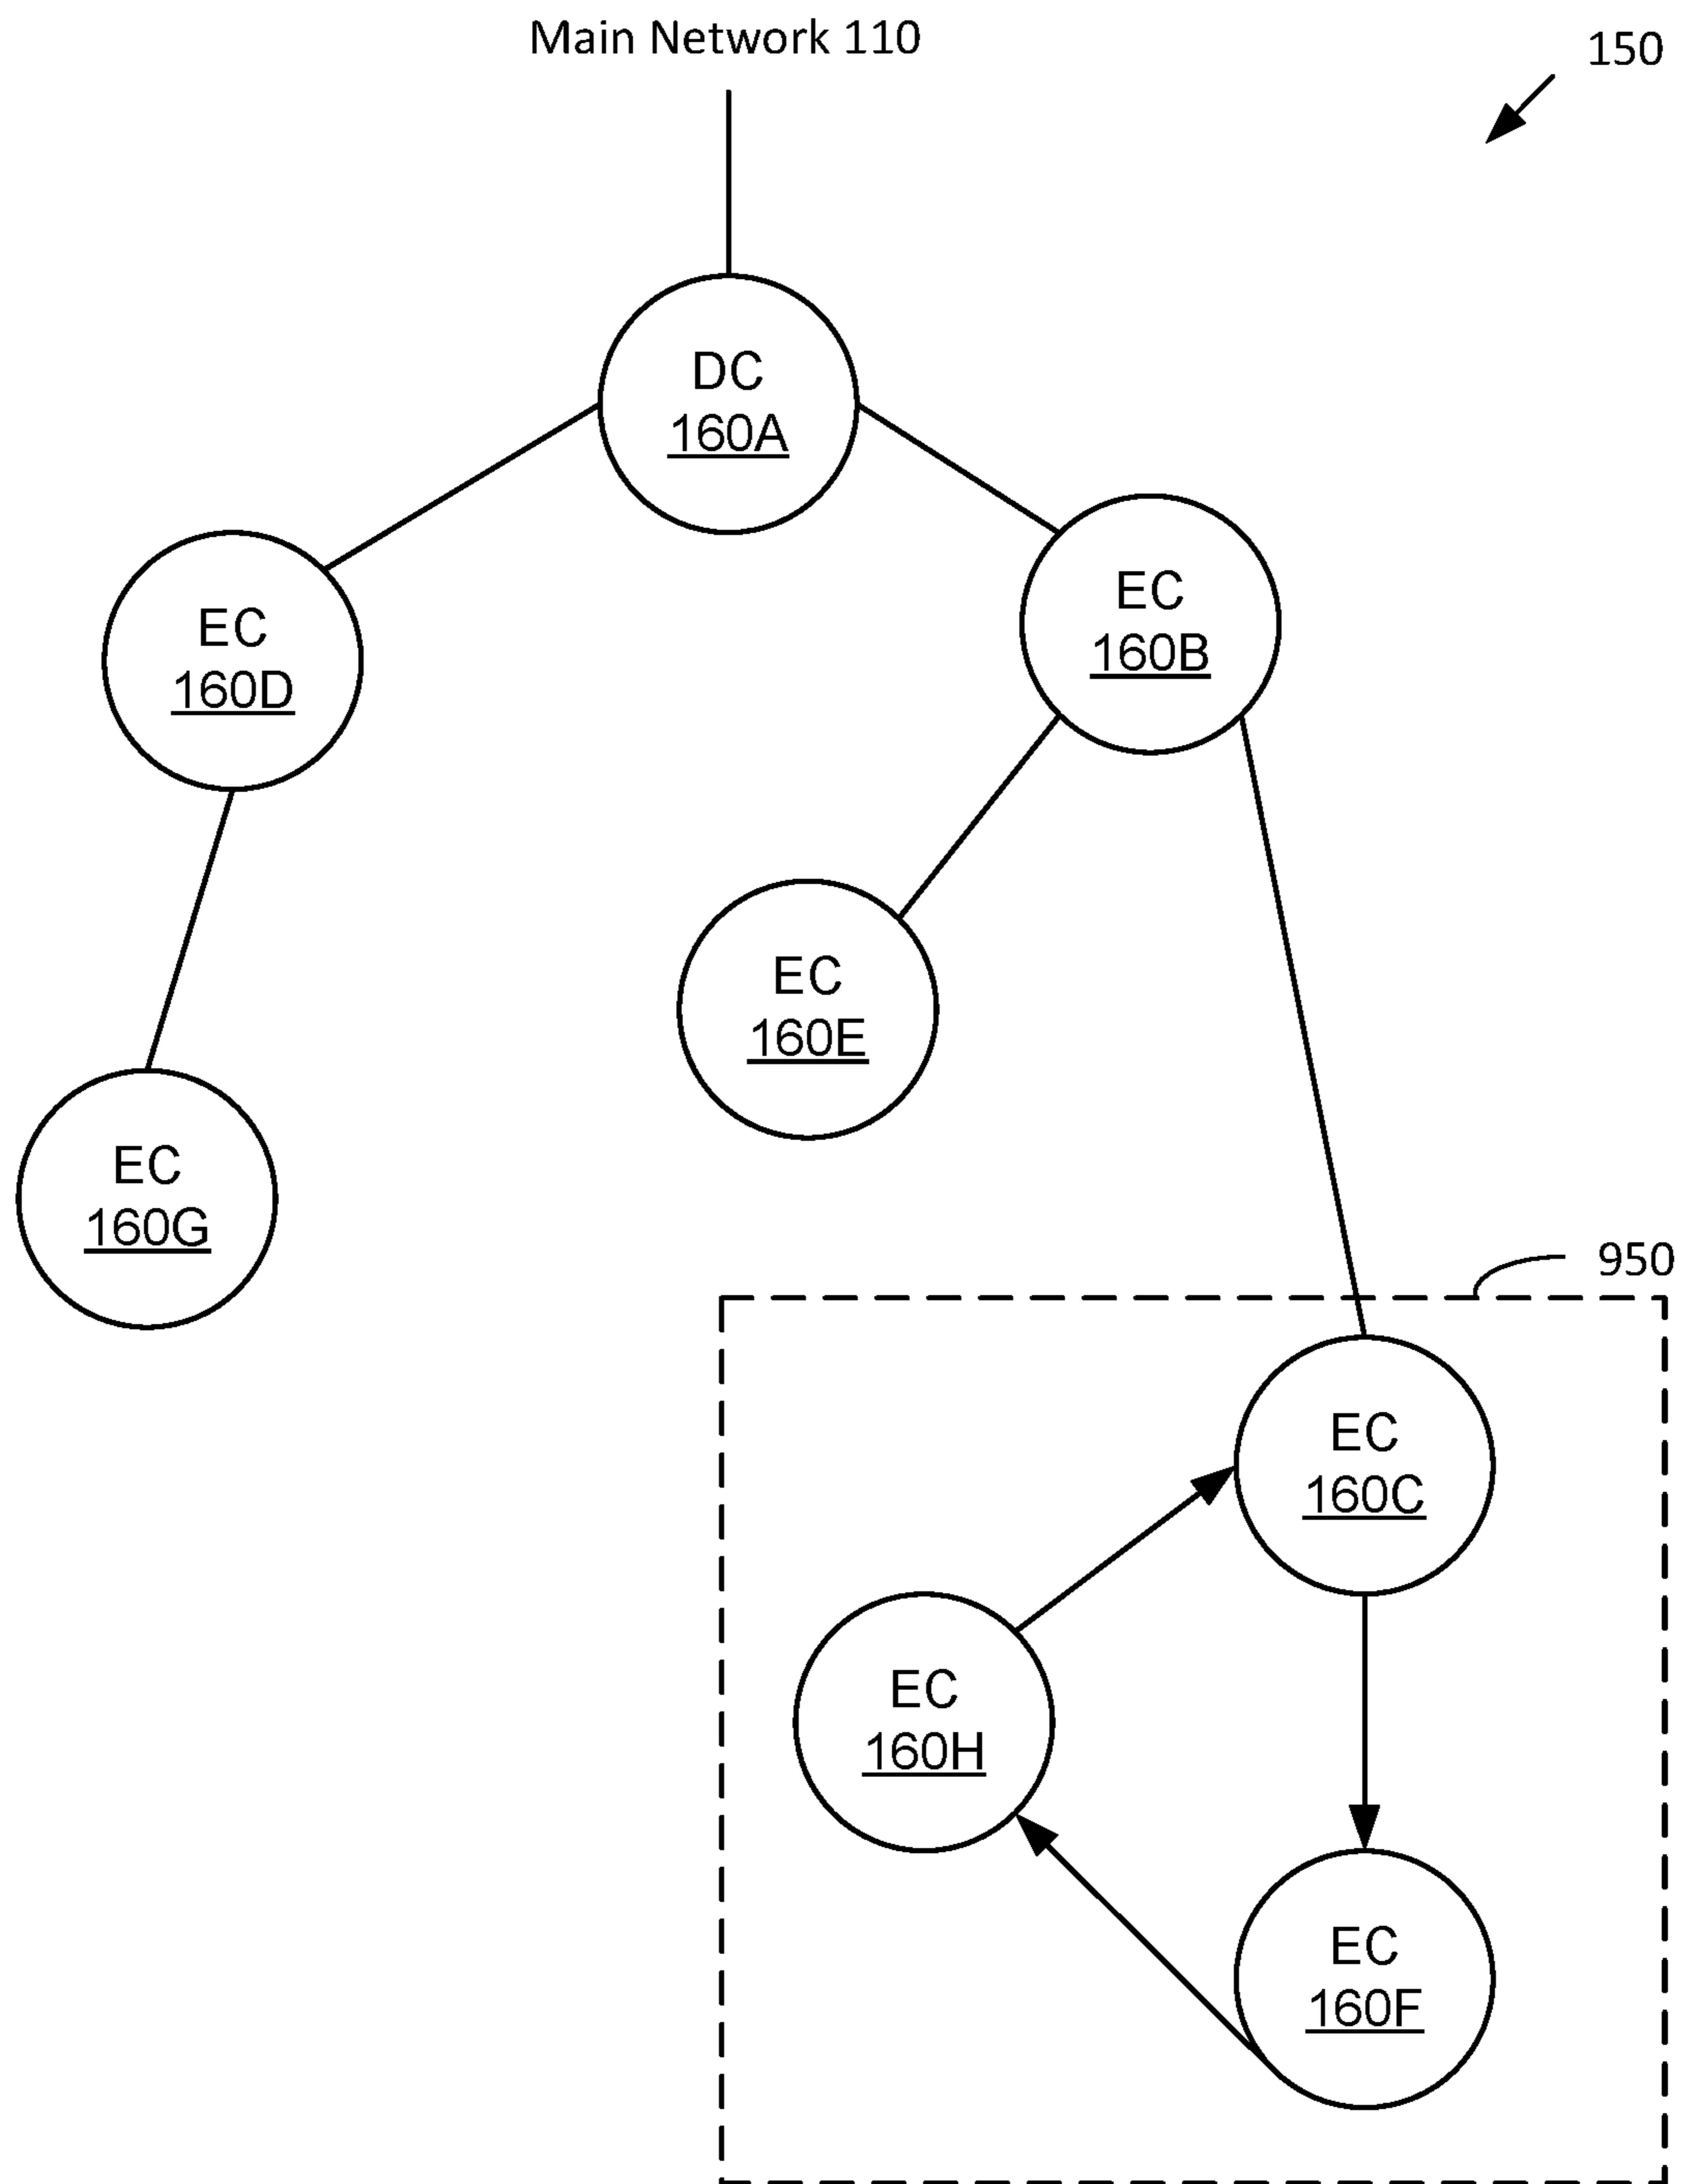 Main Network 110
150
DC
160A
EC
160B
EC
160D
EC
160E
EC
160G
950
EC
160C
EC
160H
EC
160F